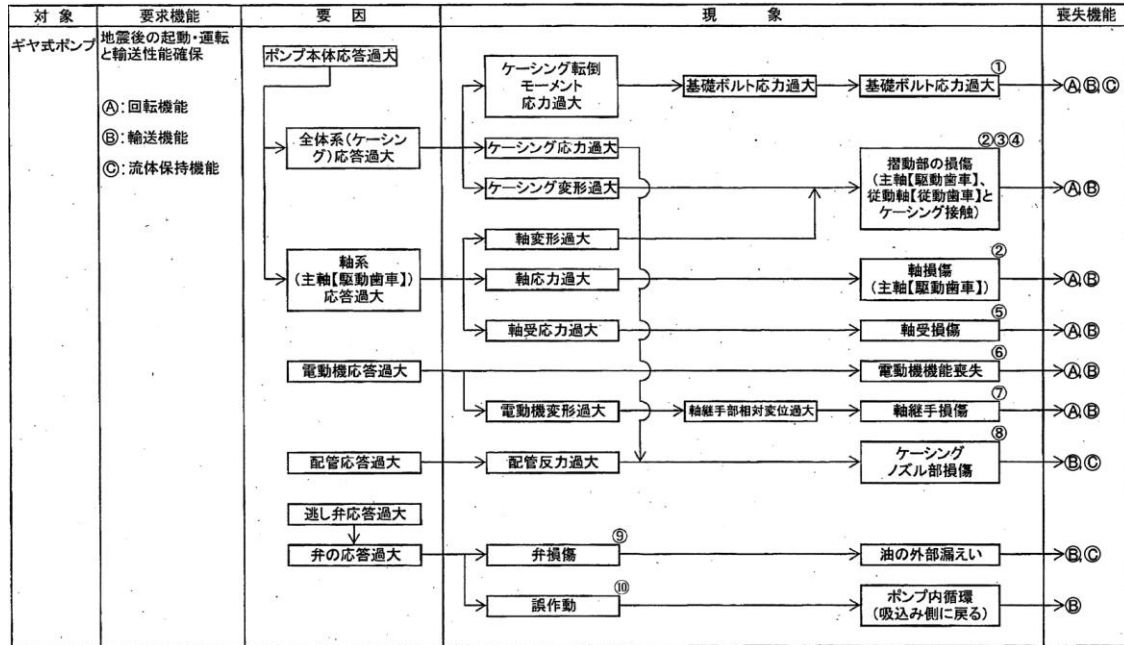 対 象
要求機能
要 因
現 象
喪失機能
ギヤ式ポンプ
地震後の起動・運転
と輸送性能確保
Ⓐ:回転機能
Ⓑ:輸送機能
Ⓒ:流体保持機能
ポンプ本体応答過大
ケーシング転倒
モーメント
応力過大
基礎ボルト応力過大
①
基礎ボルト応力過大
Ⓐ,Ⓑ,Ⓒ
全体系(ケーシン
グ)応答過大
ケーシング応力過大
ケーシング変形過大
②③④
摺動部の損傷
(主軸【駆動歯車】、
従動軸【従動歯車】と
ケーシング接触)
Ⓐ,Ⓑ
軸変形過大
軸系
(主軸【駆動歯車】)
応答過大
軸応力過大
②
軸損傷
(主軸【駆動歯車】)
Ⓐ,Ⓑ
軸受応力過大
⑤
軸受損傷
Ⓐ,Ⓑ
電動機応答過大
⑥
電動機機能喪失
Ⓐ,Ⓑ
電動機変形過大
軸継手部相対変位過大
⑦
軸継手損傷
Ⓐ,Ⓑ
配管応答過大
配管反力過大
⑧
ケーシング
ノズル部損傷
Ⓑ,Ⓒ
逃し弁応答過大
弁の応答過大
⑨
弁損傷
油の外部漏えい
Ⓑ,Ⓒ
⑩
誤作動
ポンプ内循環
(吸込み側に戻る)
Ⓑ